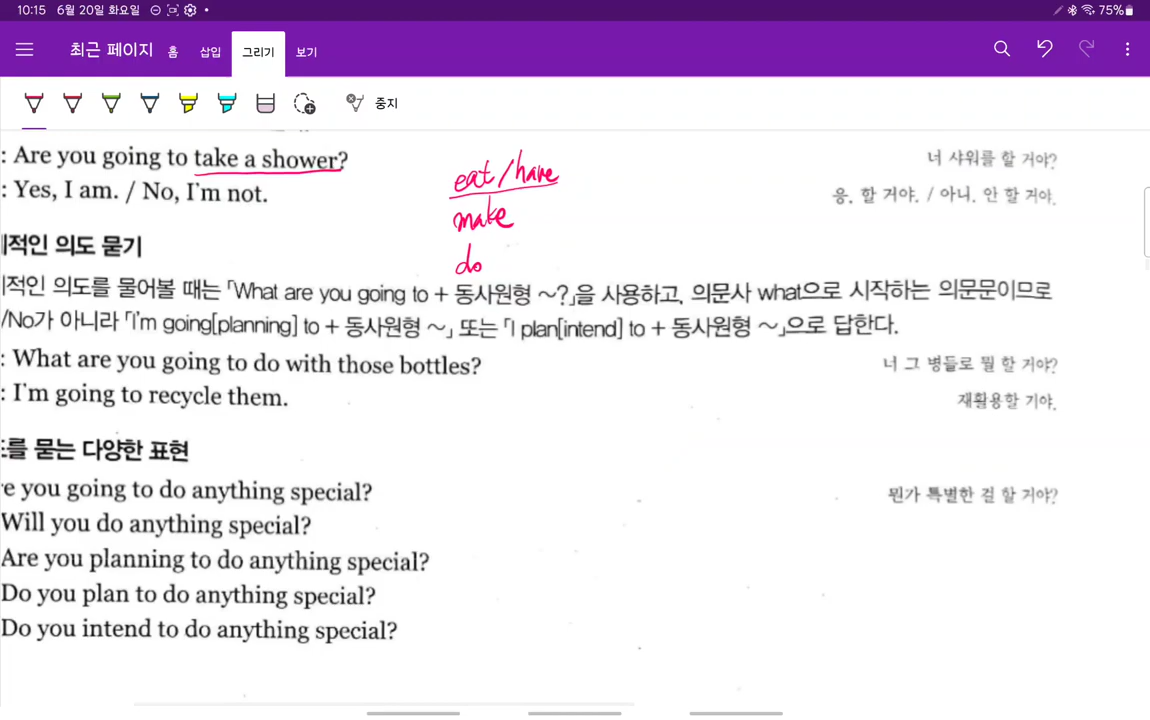 10:15 6월 20일 화요일
75%
최근 페이지 홈 삽입 그리기 보기
중지
: Are you going to take a shower? 너 샤워를 할 거야?
eat/have
: Yes, I am. / No, I'm not. 응. 할 거야. / 아니. 안 할 거야.
make
적인 의도 묻기
do
적인 의도를 물어볼 때는 「What are you going to + 동사원형 ~?」을 사용하고, 의문사 what으로 시작하는 의문문이므로
/No가 아니라 「I'm going[planning] to + 동사원형 ~」 또는 「I plan[intend] to + 동사원형 ~」으로 답한다.
: What are you going to do with those bottles? 너 그 병들로 뭘 할 거야?
: I'm going to recycle them. 재활용할 거야.
를 묻는 다양한 표현
e you going to do anything special? 뭔가 특별한 걸 할 거야?
Will you do anything special?
Are you planning to do anything special?
Do you plan to do anything special?
Do you intend to do anything special?